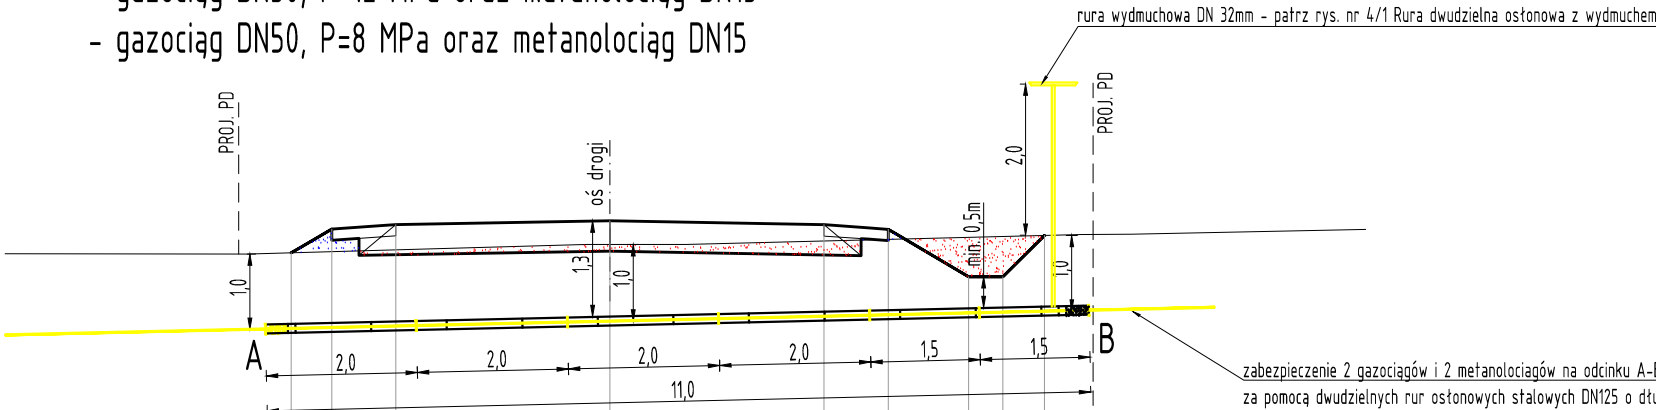 - gazociąg DN50, P=8 MPa oraz metanolociąg DN15
rura wydmuchowa DN 32mm - patrz rys. nr 4/1 Rura dwudzielna osłonowa z wydmuchem
PROJ. PD
PROJ. PD
oś drogi
2,0
min. 0,5m
1,3
1,0
1,0
1,0
A
B
2,0
2,0
2,0
2,0
1,5
1,5
11,0
zabezpieczenie 2 gazociągów i 2 metanolociagów na odcinku A-B
za pomocą dwudzielnych rur osłonowych stalowych DN125 o